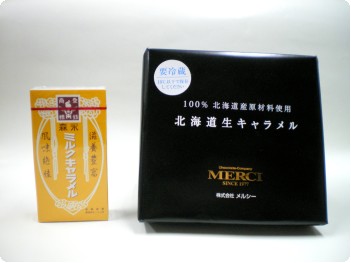 森永
ミルクキャラメル
滋養豊富
風味絶佳
要冷蔵
100% 北海道産原材料使用
北海道生キャラメル
MERCI
SINCE 1977
株式会社 メルシー